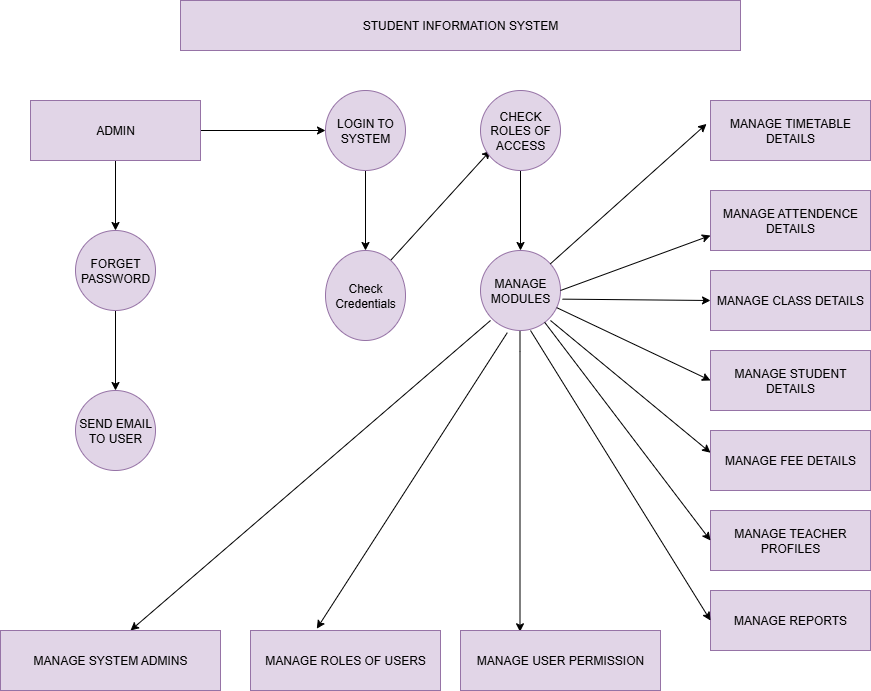 STUDENT INFORMATION SYSTEM
ADMIN
LOGIN TO
SYSTEM
CHECK
ROLES OF
ACCESS
MANAGE TIMETABLE
DETAILS
FORGET
PASSWORD
Check
Credentials
MANAGE
MODULES
MANAGE ATTENDENCE
DETAILS
MANAGE CLASS DETAILS
MANAGE STUDENT
DETAILS
SEND EMAIL
TO USER
MANAGE FEE DETAILS
MANAGE TEACHER
PROFILES
MANAGE REPORTS
MANAGE SYSTEM ADMINS
MANAGE ROLES OF USERS
MANAGE USER PERMISSION